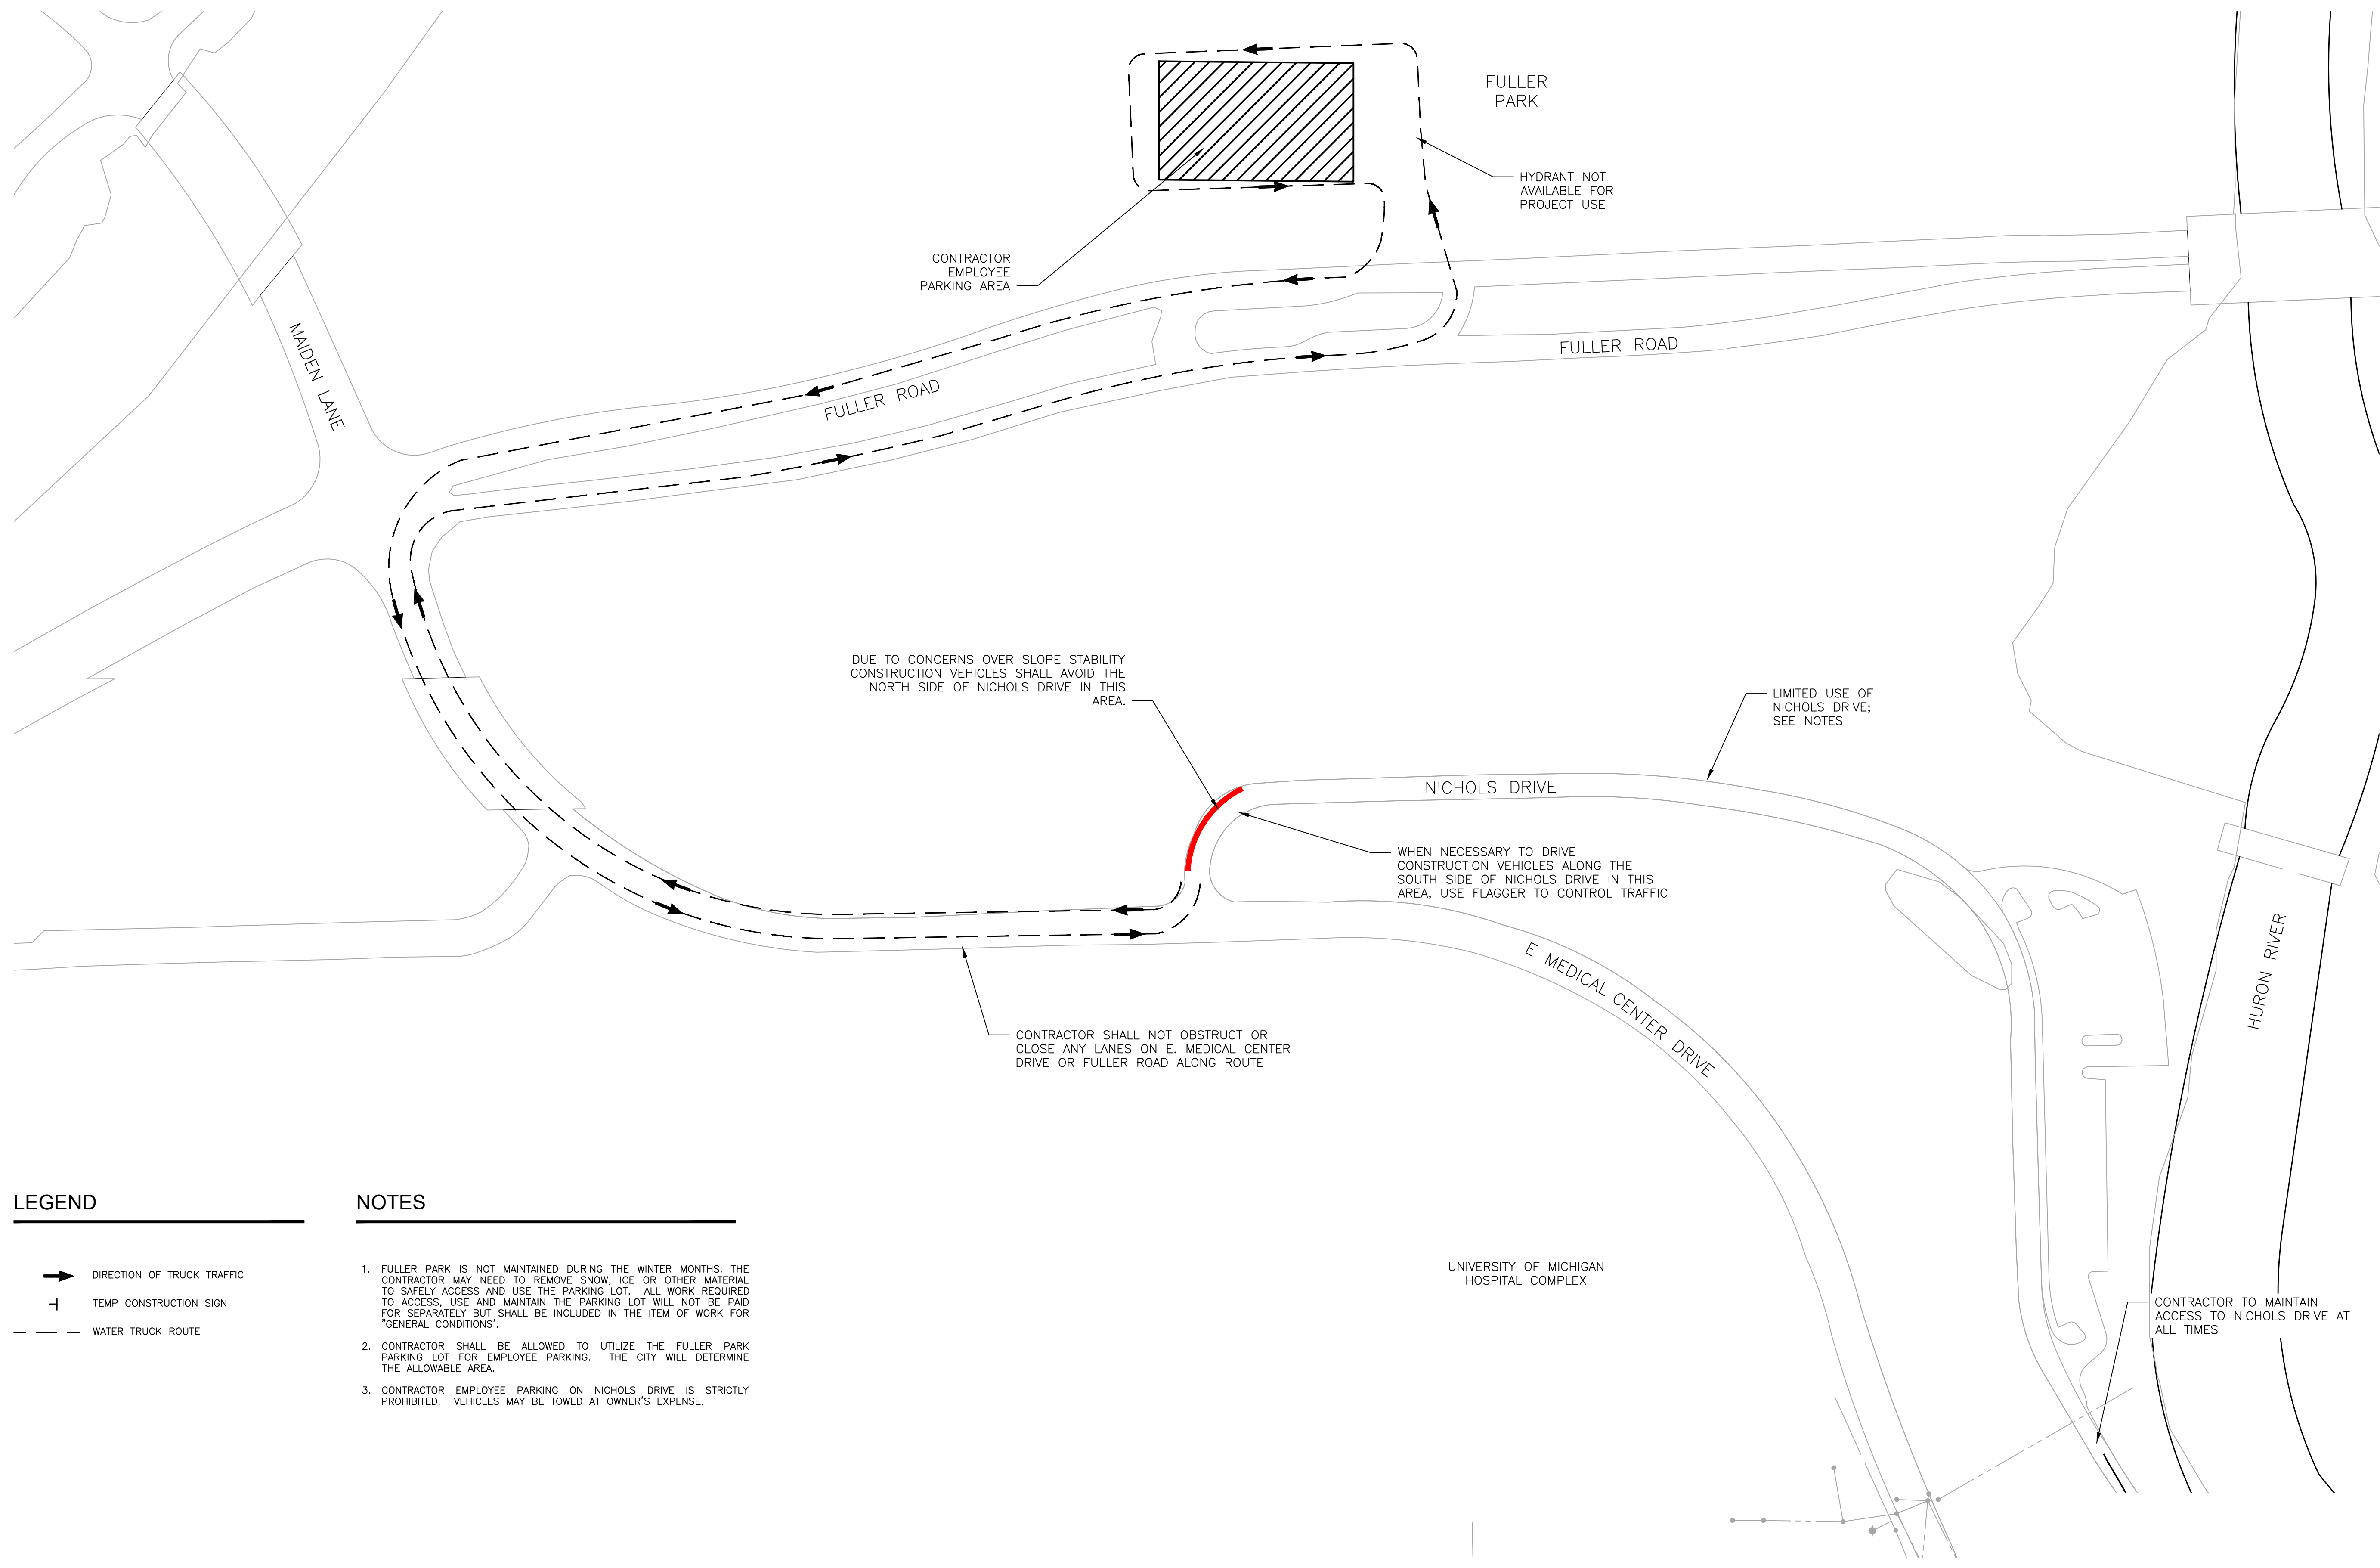 FULLER
PARK
HYDRANT NOT
AVAILABLE FOR
PROJECT USE
CONTRACTOR
EMPLOYEE
PARKING AREA
MAIDEN LANE
FULLER ROAD
FULLER ROAD
DUE TO CONCERNS OVER SLOPE STABILITY
CONSTRUCTION VEHICLES SHALL AVOID THE
NORTH SIDE OF NICHOLS DRIVE IN THIS
AREA.
LIMITED USE OF
NICHOLS DRIVE;
SEE NOTES
NICHOLS DRIVE
WHEN NECESSARY TO DRIVE
CONSTRUCTION VEHICLES ALONG THE
SOUTH SIDE OF NICHOLS DRIVE IN THIS
AREA, USE FLAGGER TO CONTROL TRAFFIC
E MEDICAL CENTER DRIVE
HURON RIVER
CONTRACTOR SHALL NOT OBSTRUCT OR
CLOSE ANY LANES ON E. MEDICAL CENTER
DRIVE OR FULLER ROAD ALONG ROUTE
UNIVERSITY OF MICHIGAN
HOSPITAL COMPLEX
CONTRACTOR TO MAINTAIN
ACCESS TO NICHOLS DRIVE AT
ALL TIMES
LEGEND
DIRECTION OF TRUCK TRAFFIC
TEMP CONSTRUCTION SIGN
WATER TRUCK ROUTE
NOTES
1. FULLER PARK IS NOT MAINTAINED DURING THE WINTER MONTHS. THE
CONTRACTOR MAY NEED TO REMOVE SNOW, ICE OR OTHER MATERIAL
TO SAFELY ACCESS AND USE THE PARKING LOT. ALL WORK REQUIRED
TO ACCESS, USE AND MAINTAIN THE PARKING LOT WILL NOT BE PAID
FOR SEPARATELY BUT SHALL BE INCLUDED IN THE ITEM OF WORK FOR
"GENERAL CONDITIONS'.
2. CONTRACTOR SHALL BE ALLOWED TO UTILIZE THE FULLER PARK
PARKING LOT FOR EMPLOYEE PARKING. THE CITY WILL DETERMINE
THE ALLOWABLE AREA.
3. CONTRACTOR EMPLOYEE PARKING ON NICHOLS DRIVE IS STRICTLY
PROHIBITED. VEHICLES MAY BE TOWED AT OWNER'S EXPENSE.